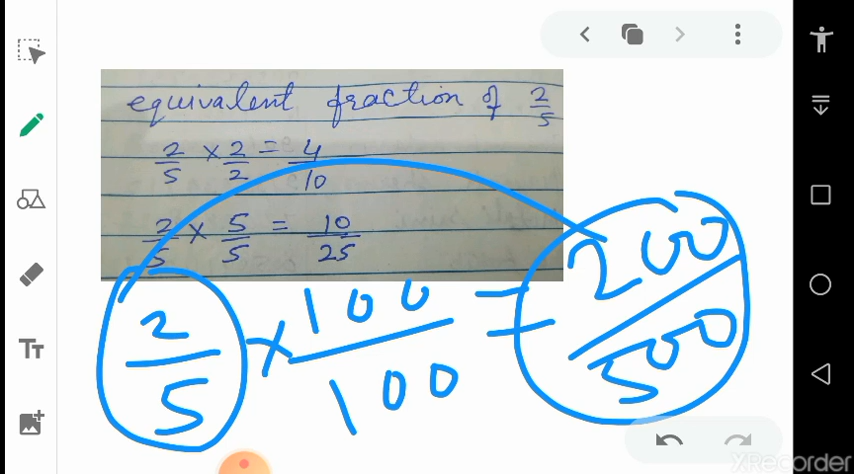 equivalent fraction of 2/5
2/5 × 2/2 = 4/10
2/5 × 5/5 = 10/25
2/5 × 100/100 = 200/500
Tт
XRecorder